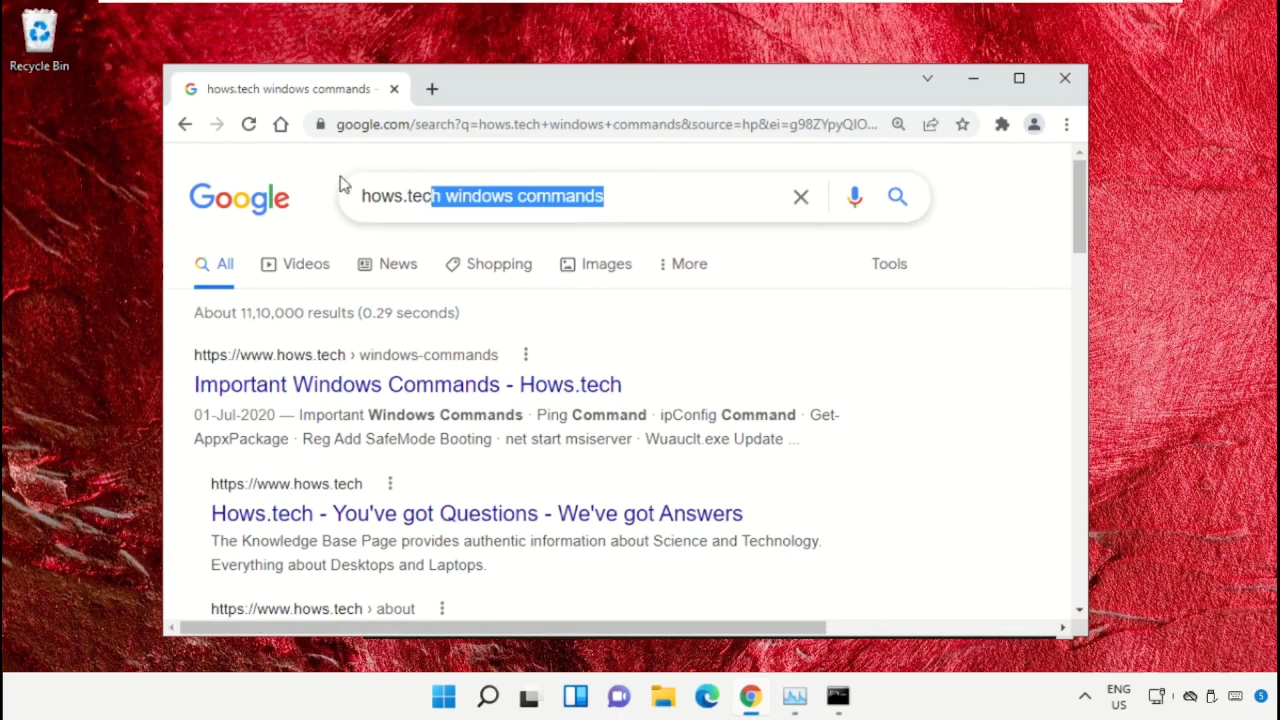 Recycle Bin
hows.tech windows commands -
google.com/search?q=hows.tech+windows+commands&source=hp&ei=g98ZYpyQIO...
Google
hows.tech windows commands
All Videos News Shopping Images More Tools
About 11,10,000 results (0.29 seconds)
https://www.hows.tech › windows-commands
Important Windows Commands - Hows.tech
01-Jul-2020 — Important Windows Commands · Ping Command · ipConfig Command · Get-
AppxPackage · Reg Add SafeMode Booting · net start msiserver · Wuauclt.exe Update ...
https://www.hows.tech
Hows.tech - You've got Questions - We've got Answers
The Knowledge Base Page provides authentic information about Science and Technology.
Everything about Desktops and Laptops.
https://www.hows.tech › about
ENG
US
5